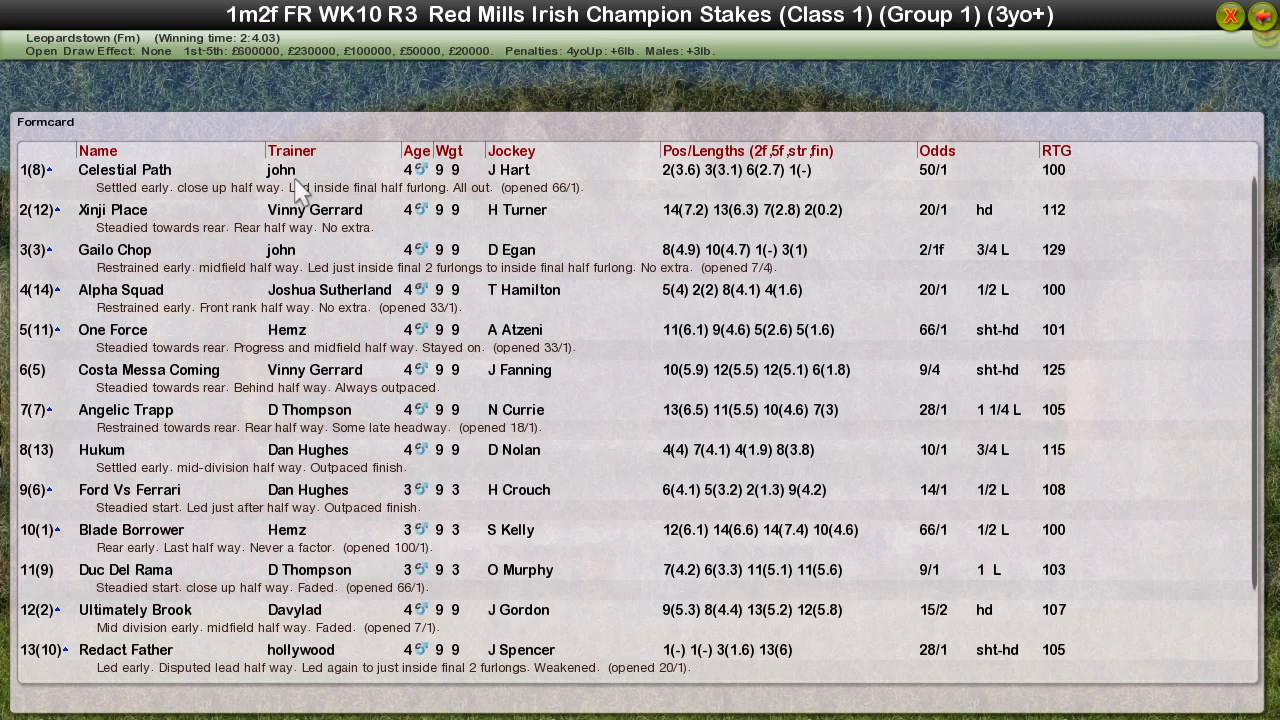 1m2f FR WK10 R3 Red Mills Irish Champion Stakes (Class 1) (Group 1) (3yo+)
X
Leopardstown (Fm) (Winning time: 2:4.03)
Open Draw Effect: None 1st-5th: £600000, £230000, £100000, £50000, £20000. Penalties: 4yoUp: +6lb. Males: +3lb.
Formcard
Name Trainer Age Wgt Jockey Pos/Lengths (2f,5f,str,fin) Odds RTG
1(8) Celestial Path john 4 9 9 J Hart 2(3.6) 3(3.1) 6(2.7) 1(-) 50/1 100
Settled early. close up half way. Led inside final half furlong. All out. (opened 66/1).
2(12) Xinji Place Vinny Gerrard 4 9 9 H Turner 14(7.2) 13(6.3) 7(2.8) 2(0.2) 20/1 hd 112
Steadied towards rear. Rear half way. No extra.
3(3) Gailo Chop john 4 9 9 D Egan 8(4.9) 10(4.7) 1(-) 3(1) 2/1f 3/4 L 129
Restrained early. midfield half way. Led just inside final 2 furlongs to inside final half furlong. No extra. (opened 7/4).
4(14) Alpha Squad Joshua Sutherland 4 9 9 T Hamilton 5(4) 2(2) 8(4.1) 4(1.6) 20/1 1/2 L 100
Restrained early. Front rank half way. No extra. (opened 33/1).
5(11) One Force Hemz 4 9 9 A Atzeni 11(6.1) 9(4.6) 5(2.6) 5(1.6) 66/1 sht-hd 101
Steadied towards rear. Progress and midfield half way. Stayed on. (opened 33/1).
6(5) Costa Messa Coming Vinny Gerrard 4 9 9 J Fanning 10(5.9) 12(5.5) 12(5.1) 6(1.8) 9/4 sht-hd 125
Steadied towards rear. Behind half way. Always outpaced.
7(7) Angelic Trapp D Thompson 4 9 9 N Currie 13(6.5) 11(5.5) 10(4.6) 7(3) 28/1 1 1/4 L 105
Restrained towards rear. Rear half way. Some late headway. (opened 18/1).
8(13) Hukum Dan Hughes 4 9 9 D Nolan 4(4) 7(4.1) 4(1.9) 8(3.8) 10/1 3/4 L 115
Settled early. mid-division half way. Outpaced finish.
9(6) Ford Vs Ferrari Dan Hughes 3 9 3 H Crouch 6(4.1) 5(3.2) 2(1.3) 9(4.2) 14/1 1/2 L 108
Steadied start. Led just after half way. Outpaced finish.
10(1) Blade Borrower Hemz 3 9 3 S Kelly 12(6.1) 14(6.6) 14(7.4) 10(4.6) 66/1 1/2 L 100
Rear early. Last half way. Never a factor. (opened 100/1).
11(9) Duc Del Rama D Thompson 3 9 3 O Murphy 7(4.2) 6(3.3) 11(5.1) 11(5.6) 9/1 1 L 103
Steadied start. close up half way. Faded. (opened 66/1).
12(2) Ultimately Brook Davylad 4 9 9 J Gordon 9(5.3) 8(4.4) 13(5.2) 12(5.8) 15/2 hd 107
Mid division early. midfield half way. Faded. (opened 7/1).
13(10) Redact Father hollywood 4 9 9 J Spencer 1(-) 1(-) 3(1.6) 13(6) 28/1 sht-hd 105
Led early. Disputed lead half way. Led again to just inside final 2 furlongs. Weakened. (opened 20/1).